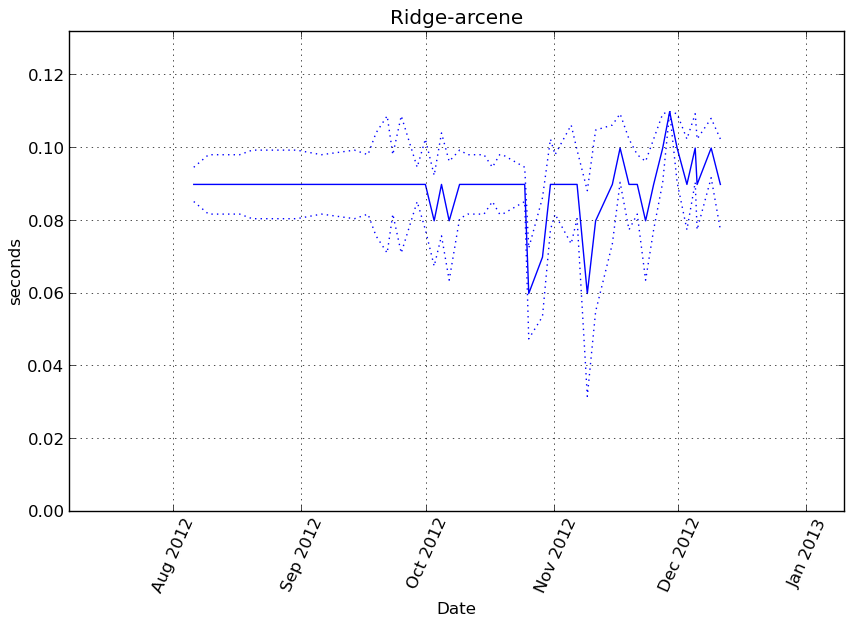 Ridge-arcene
0.12
0.10
0.08
0.06
0.04
0.02
0.00
seconds
Aug 2012
Sep 2012
Oct 2012
Nov 2012
Dec 2012
Jan 2013
Date